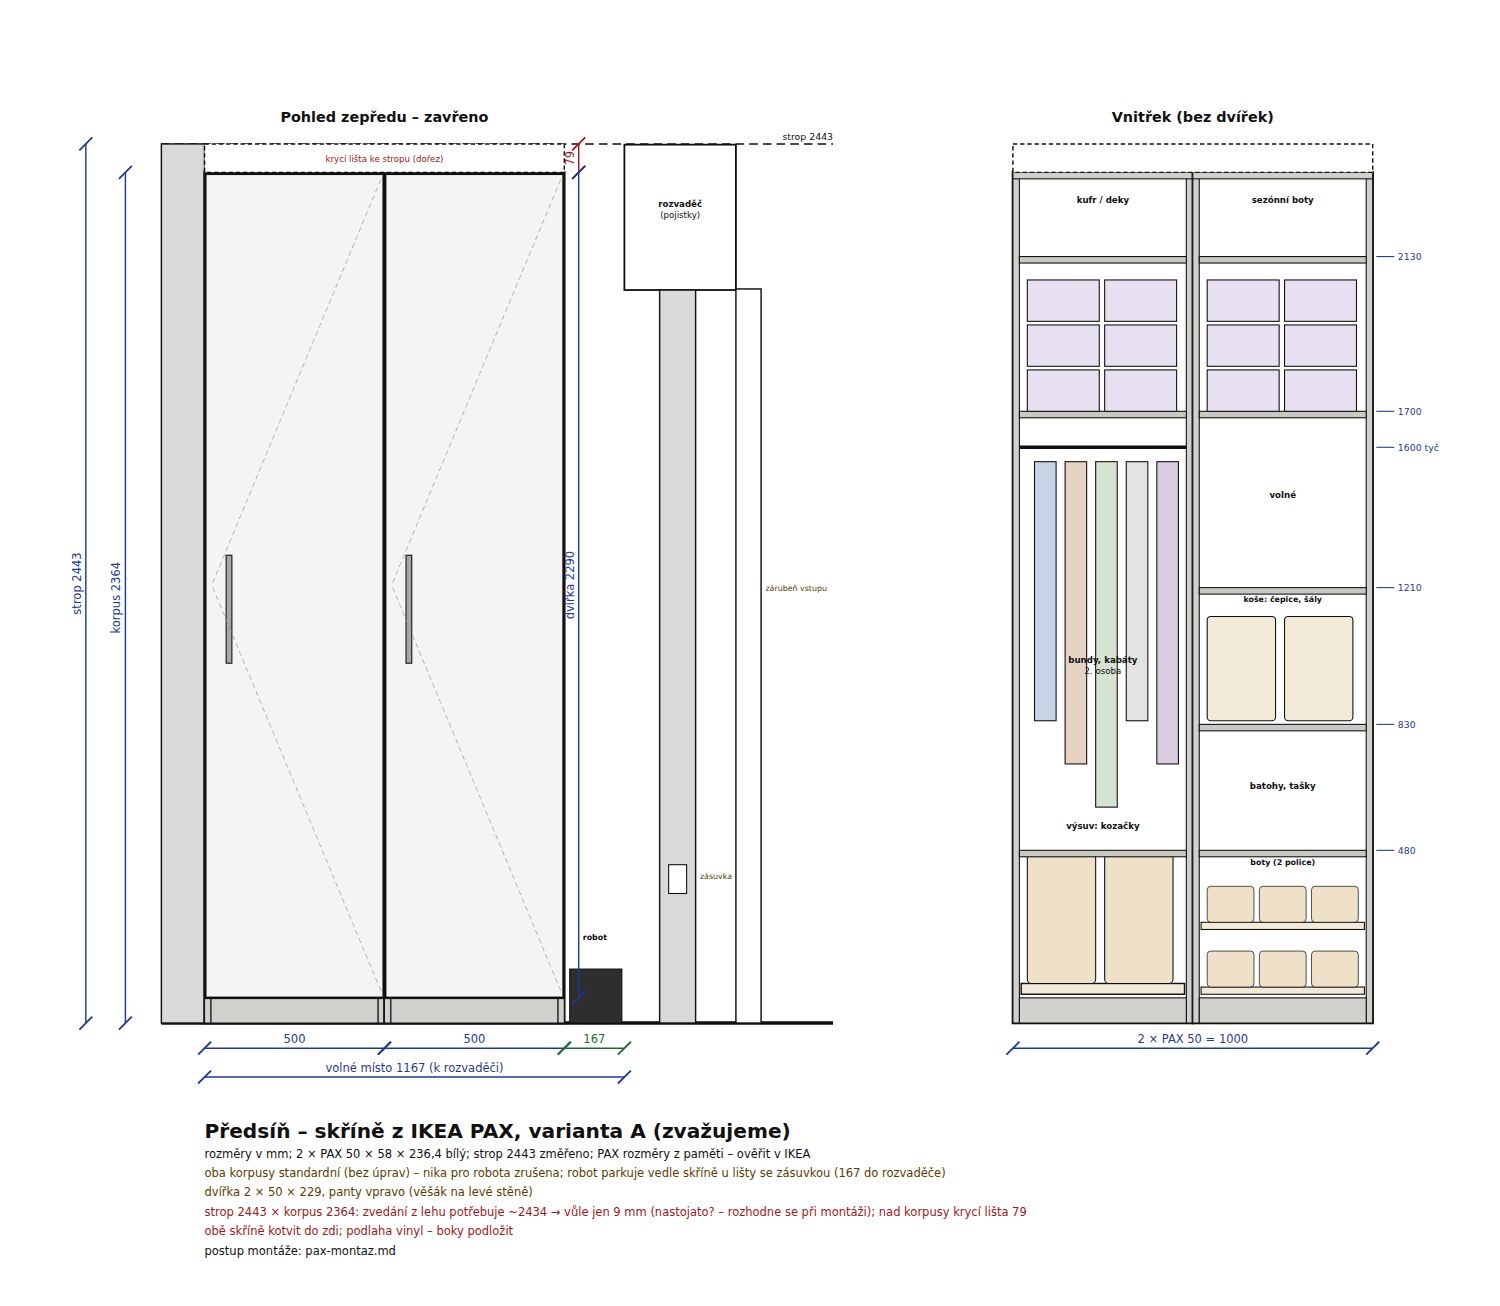 Pohled zepředu – zavřeno
Vnitřek (bez dvířek)
strop 2443
krycí lišta ke stropu (dořez)
79
rozvaděč
(pojistky)
kufr / deky
sezónní boty
2130
1700
1600 tyč
volné
strop 2443
korpus 2364
dvířka 2290
zárubeň vstupu
1210
koše: čepice, šály
bundy, kabáty
2. osoba
830
batohy, tašky
výsuv: kozačky
480
boty (2 police)
zásuvka
robot
500
500
167
2 × PAX 50 = 1000
volné místo 1167 (k rozvaděči)
Předsíň – skříně z IKEA PAX, varianta A (zvažujeme)
rozměry v mm; 2 × PAX 50 × 58 × 236,4 bílý; strop 2443 změřeno; PAX rozměry z paměti – ověřit v IKEA
oba korpusy standardní (bez úprav) – nika pro robota zrušena; robot parkuje vedle skříně u lišty se zásuvkou (167 do rozvaděče)
dvířka 2 × 50 × 229, panty vpravo (věšák na levé stěně)
strop 2443 × korpus 2364: zvedání z lehu potřebuje ~2434 → vůle jen 9 mm (nastojato? – rozhodne se při montáži); nad korpusy krycí lišta 79
obě skříně kotvit do zdi; podlaha vinyl – boky podložit
postup montáže: pax-montaz.md